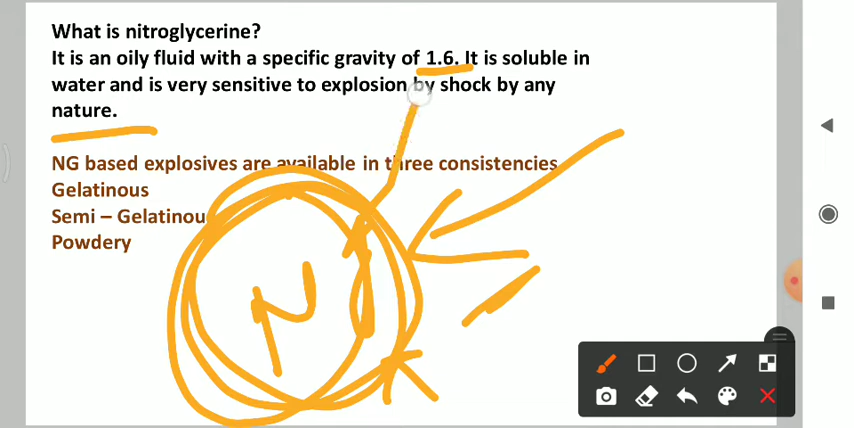 What is nitroglycerine?
It is an oily fluid with a specific gravity of 1.6. It is soluble in
water and is very sensitive to explosion by shock by any
nature.
NG based explosives are available in three consistencies
Gelatinous
Semi – Gelatinou
Powdery
N